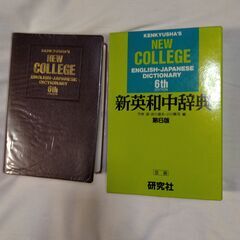 KENKYUSHA'S
NEW
COLLEGE
ENGLISH-JAPANESE
DICTIONARY
6th
KENKYUSHA'S
NEW
COLLEGE
ENGLISH-JAPANESE
DICTIONARY
6th
新英和中辞典
第6版
研究社